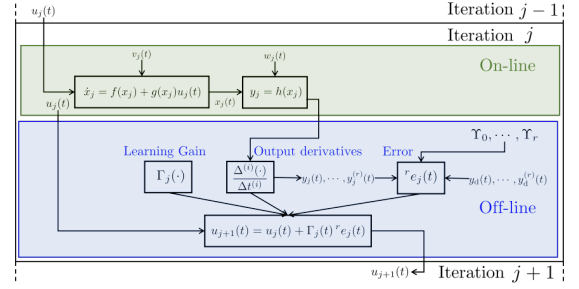 u_j(t)
Iteration j − 1
Iteration j
On-line
v_j(t)
w_j(t)
ẋ_j = f(x_j) + g(x_j)u_j(t)
x_j(t)
y_j = h(x_j)
u_j(t)
Υ_0, ⋯ , Υ_r
Learning Gain
Output derivatives
Error
Γ_j(·)
Δ^(i)(·)
Δt^(i)
y_j(t), ⋯ , y_j^(r)(t)
^r e_j(t)
y_d(t), ⋯ , y_d^(r)(t)
Off-line
u_{j+1}(t) = u_j(t) + Γ_j(t) ^r e_j(t)
u_{j+1}(t)
Iteration j + 1